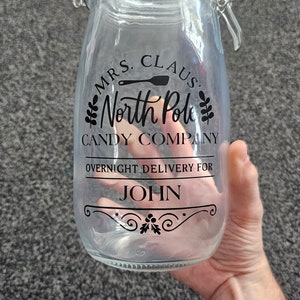 MRS. CLAUS'
North Pole
CANDY COMPANY
OVERNIGHT DELIVERY FOR
JOHN